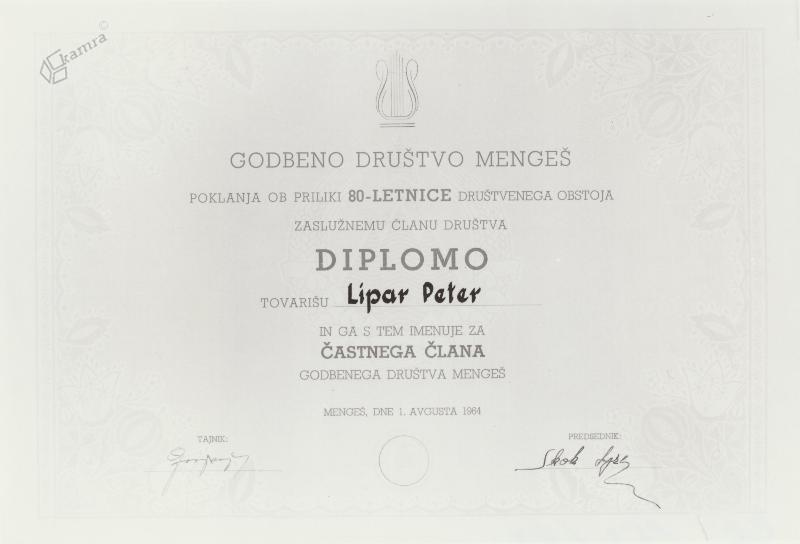 kamra
©
GODBENO DRUŠTVO MENGEŠ
POKLANJA OB PRILIKI 80-LETNICE DRUŠTVENEGA OBSTOJA
ZASLUŽNEMU ČLANU DRUŠTVA
DIPLOMO
TOVARIŠU Lipar Peter
IN GA S TEM IMENUJE ZA
ČASTNEGA ČLANA
GODBENEGA DRUŠTVA MENGEŠ
MENGEŠ, DNE 1. AVGUSTA 1964
TAJNIK:
PREDSEDNIK:
Skok